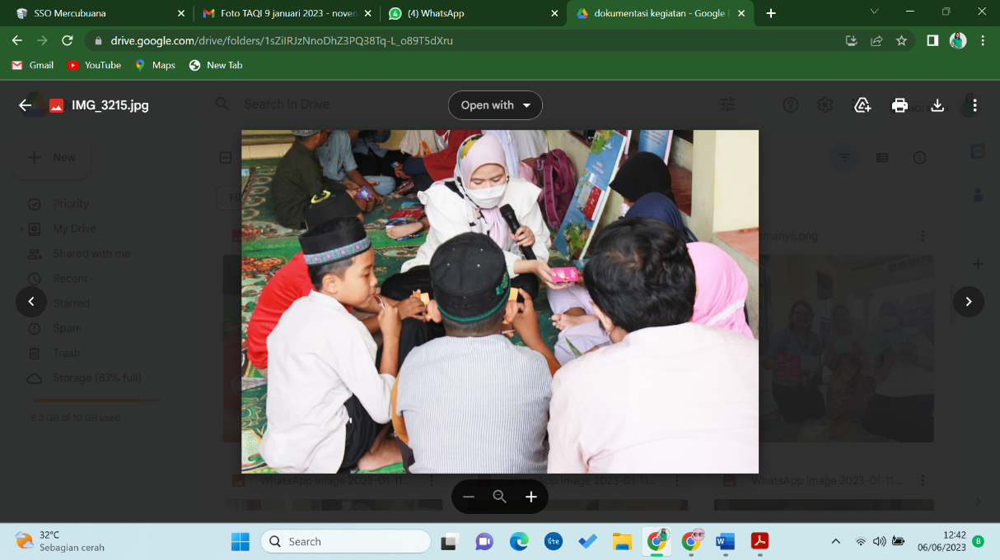 SSO Mercubuana
Foto TAQI 9 januari 2023 - noven
(4) WhatsApp
dokumentasi kegiatan - Google D
drive.google.com/drive/folders/1sZiIRJzNnoDhZ3PQ38Tq-L_o89T5dXru
Gmail
YouTube
Maps
New Tab
IMG_3215.jpg
Search in Drive
Open with
New
Priority
My Drive
Shared with me
Recent
Starred
Spam
Trash
Storage (83% full)
8.3 GB of 10 GB used
WhatsApp Image 2023-01-11...
WhatsApp Image 2023-01-11...
32°C
Sebagian cerah
Search
lite
12:42
06/06/2023
8